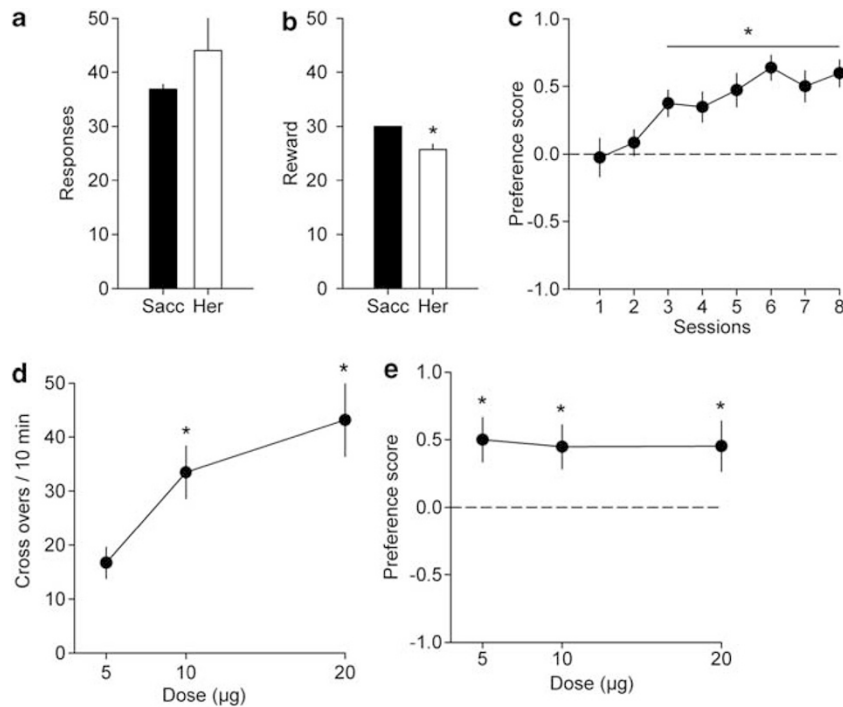 a
50
40
30
20
10
0
Responses
Sacc Her
b
50
40
30
20
10
0
Reward
*
Sacc Her
c
1.0
0.5
0.0
-0.5
-1.0
Preference score
*
1 2 3 4 5 6 7 8
Sessions
d
50
40
30
20
10
0
Cross overs / 10 min
*
*
5 10 20
Dose (µg)
e
1.0
0.5
0.0
-0.5
-1.0
Preference score
* * *
5 10 20
Dose (µg)